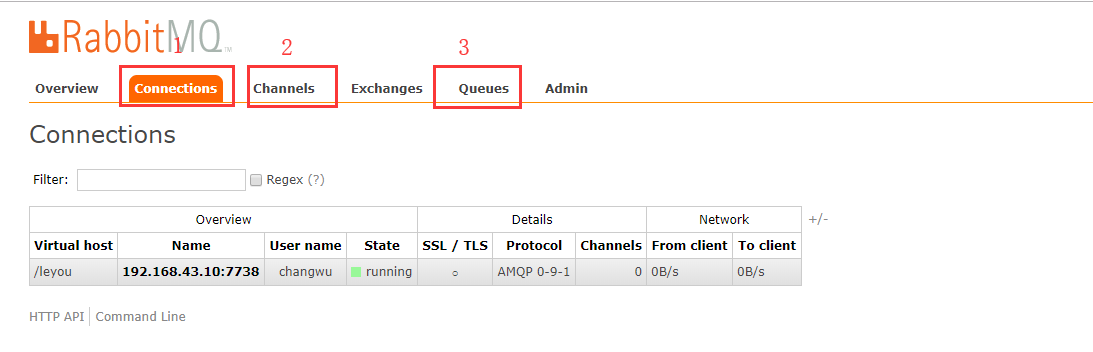 RabbitMQ™
1 2 3
Overview Connections Channels Exchanges Queues Admin
Connections
Filter: Regex (?)
Overview Details Network +/-
Virtual host Name User name State SSL / TLS Protocol Channels From client To client
/leyou 192.168.43.10:7738 changwu running ○ AMQP 0-9-1 0 0B/s 0B/s
HTTP API Command Line